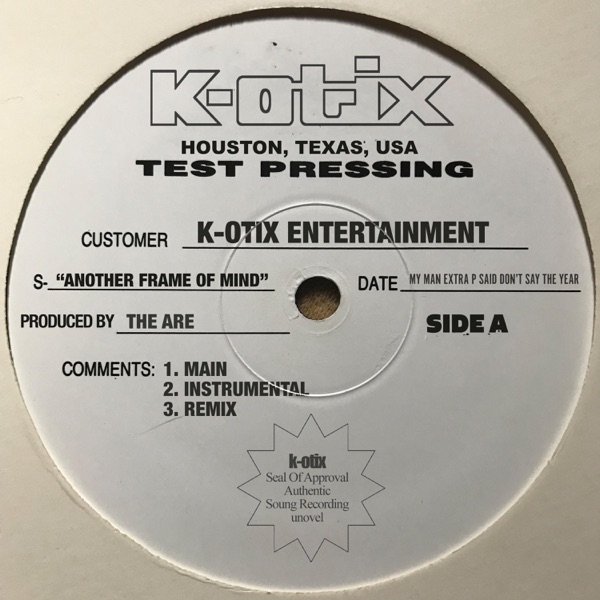 K-otix
HOUSTON, TEXAS, USA
TEST PRESSING
CUSTOMER K-OTIX ENTERTAINMENT
S- "ANOTHER FRAME OF MIND" DATE MY MAN EXTRA P SAID DON'T SAY THE YEAR
PRODUCED BY THE ARE SIDE A
COMMENTS: 1. MAIN
2. INSTRUMENTAL
3. REMIX
k-otix
Seal Of Approval
Authentic
Soung Recording
unovel